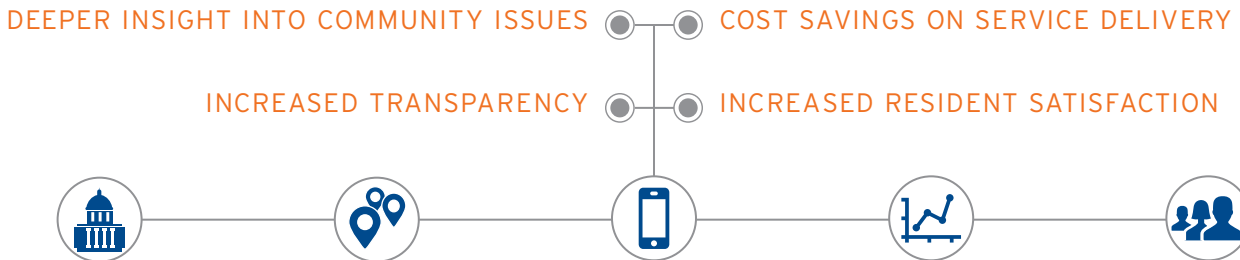 DEEPER INSIGHT INTO COMMUNITY ISSUES
COST SAVINGS ON SERVICE DELIVERY
INCREASED TRANSPARENCY
INCREASED RESIDENT SATISFACTION